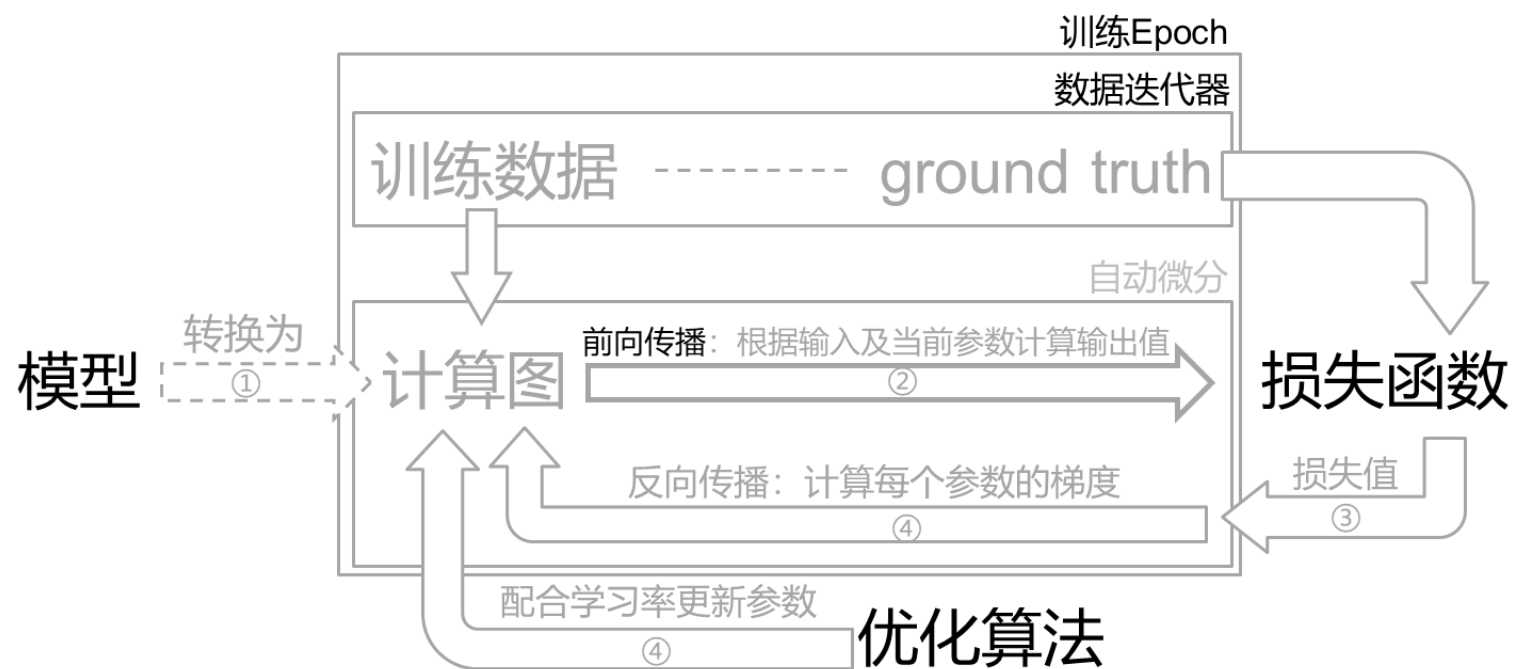 训练Epoch
数据迭代器
训练数据 --------- ground truth
自动微分
转换为
前向传播：根据输入及当前参数计算输出值
模型
①
计算图
②
损失函数
反向传播：计算每个参数的梯度
损失值
④
③
配合学习率更新参数
优化算法
④